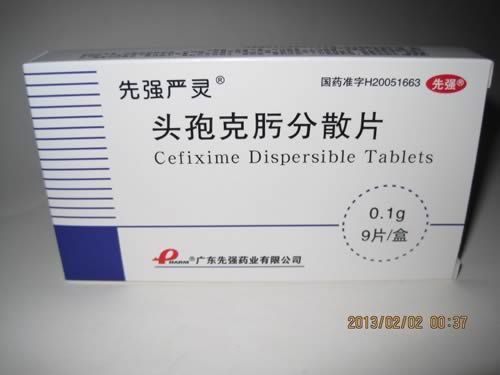 先强严灵®
国药准字H20051663
先强®
头孢克肟分散片
Cefixime Dispersible Tablets
0.1g
9片/盒
PHARM®广东先强药业有限公司
2013/02/02 00:37